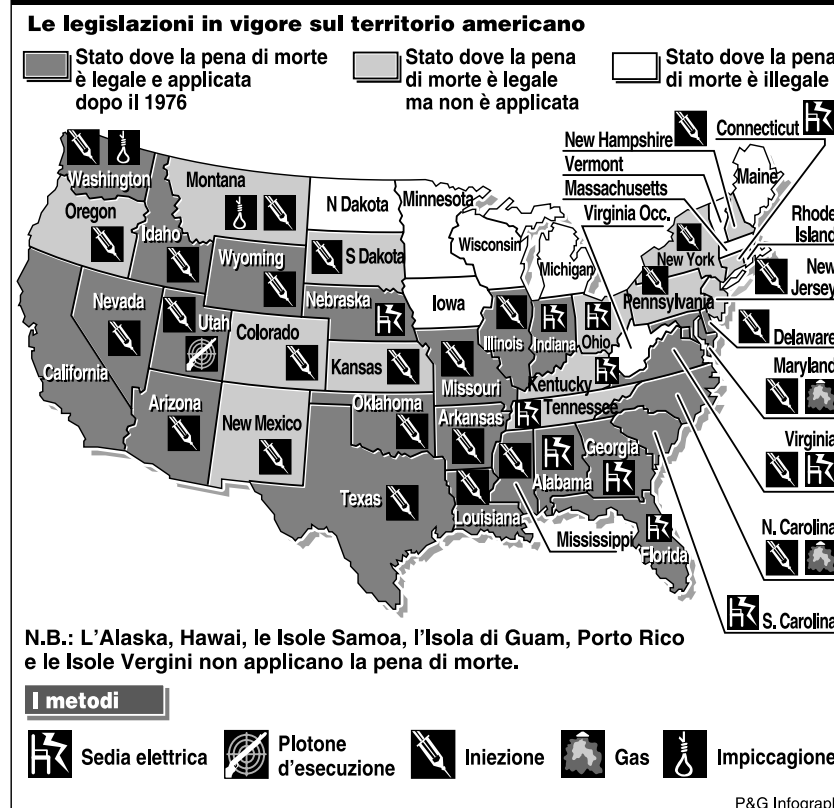 Le legislazioni in vigore sul territorio americano
Stato dove la pena di morte
è legale e applicata
dopo il 1976
Stato dove la pena
di morte è legale
ma non è applicata
Stato dove la pena
di morte è illegale
Washington
Montana
Oregon
Idaho
Wyoming
N Dakota
S Dakota
Minnesota
Wisconsin
Michigan
New Hampshire
Vermont
Massachusetts
Virginia Occ.
Connecticut
Maine
Rhode
Island
New York
New
Jersey
Pennsylvania
Nevada
Utah
Colorado
Nebraska
Iowa
Illinois
Indiana
Ohio
Delaware
California
Kansas
Missouri
Kentucky
Maryland
Arizona
New Mexico
Oklahoma
Arkansas
Tennessee
Virginia
Texas
Louisiana
Mississippi
Alabama
Georgia
Florida
N. Carolina
S. Carolina
N.B.: L'Alaska, Hawai, le Isole Samoa, l'Isola di Guam, Porto Rico
e le Isole Vergini non applicano la pena di morte.
I metodi
Sedia elettrica
Plotone
d'esecuzione
Iniezione
Gas
Impiccagione
P&G Infograph